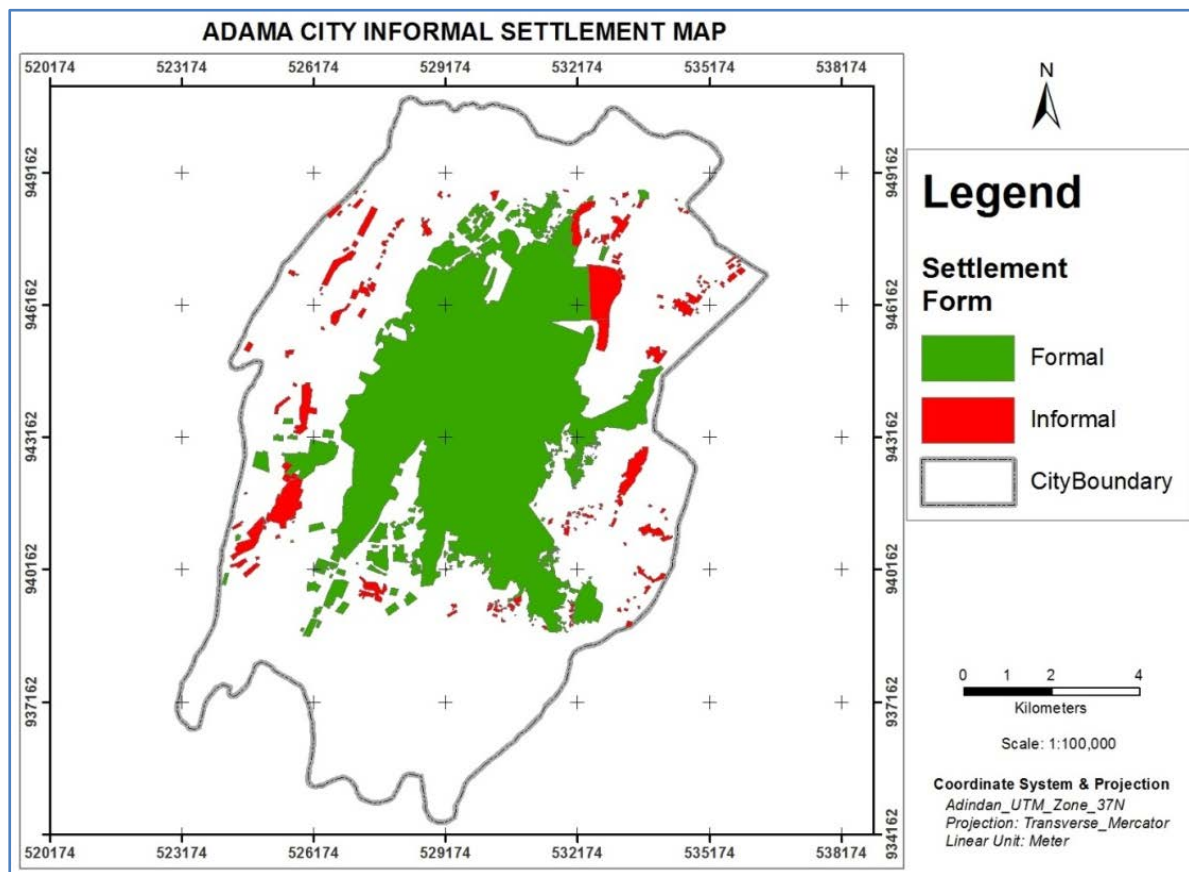 ADAMA CITY INFORMAL SETTLEMENT MAP
520174 523174 526174 529174 532174 535174 538174
949162 949162
946162 946162
943162 943162
940162 940162
937162 937162
934162
520174 523174 526174 529174 532174 535174 538174
N
Legend
Settlement
Form
Formal
Informal
CityBoundary
0 1 2 4
Kilometers
Scale: 1:100,000
Coordinate System & Projection
Adindan_UTM_Zone_37N
Projection: Transverse_Mercator
Linear Unit: Meter